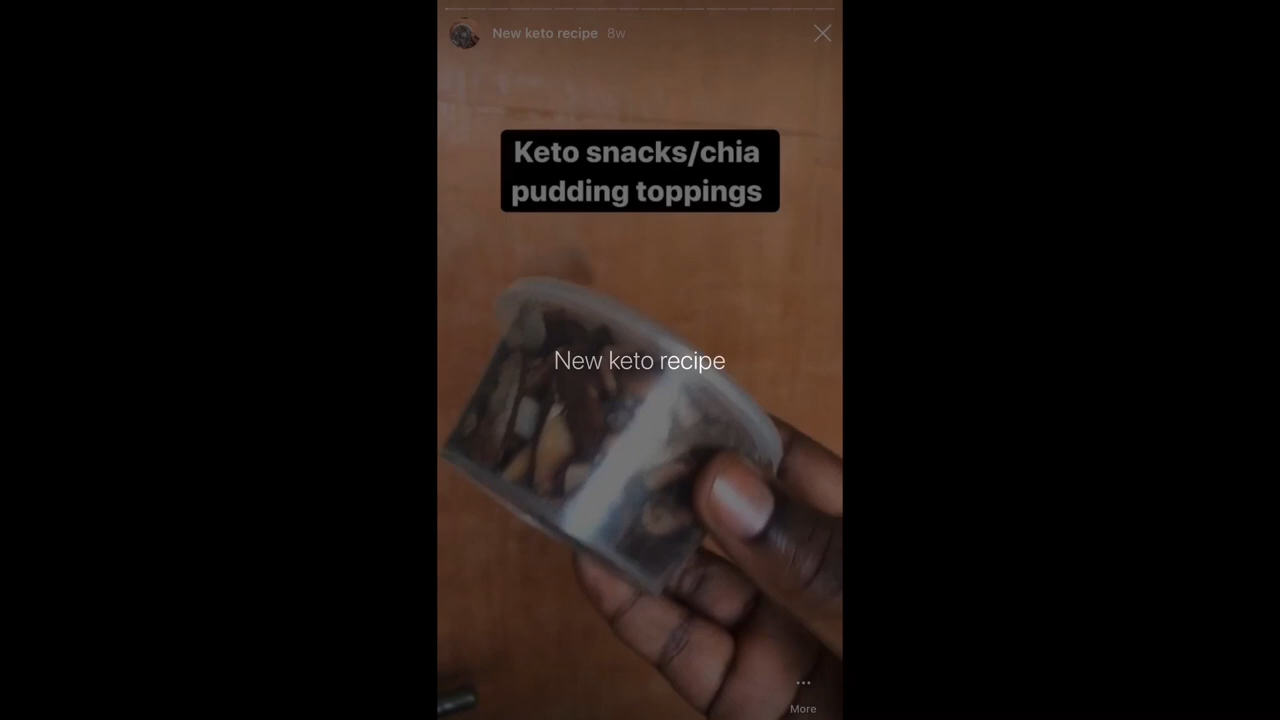 New keto recipe 8w
Keto snacks/chia
pudding toppings
New keto recipe
More